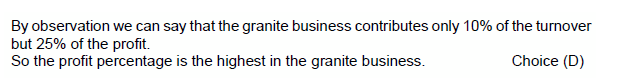 By observation we can say that the granite business contributes only 10% of the turnover
but 25% of the profit.
So the profit percentage is the highest in the granite business. Choice (D)